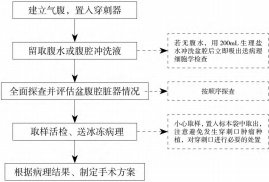 建立气腹，置入穿刺器
留取腹水或腹腔冲洗液
若无腹水，用 200mL 生理盐
水冲洗盆腔后立即吸出送病理
细胞学检查
全面探查并评估盆腹腔脏器情况
按顺序探查
取样活检、送冰冻病理
小心取样，置入标本袋中取出，
注意避免发生穿刺口肿瘤种
植，对穿刺口进行必要的处置
根据病理结果、制定手术方案